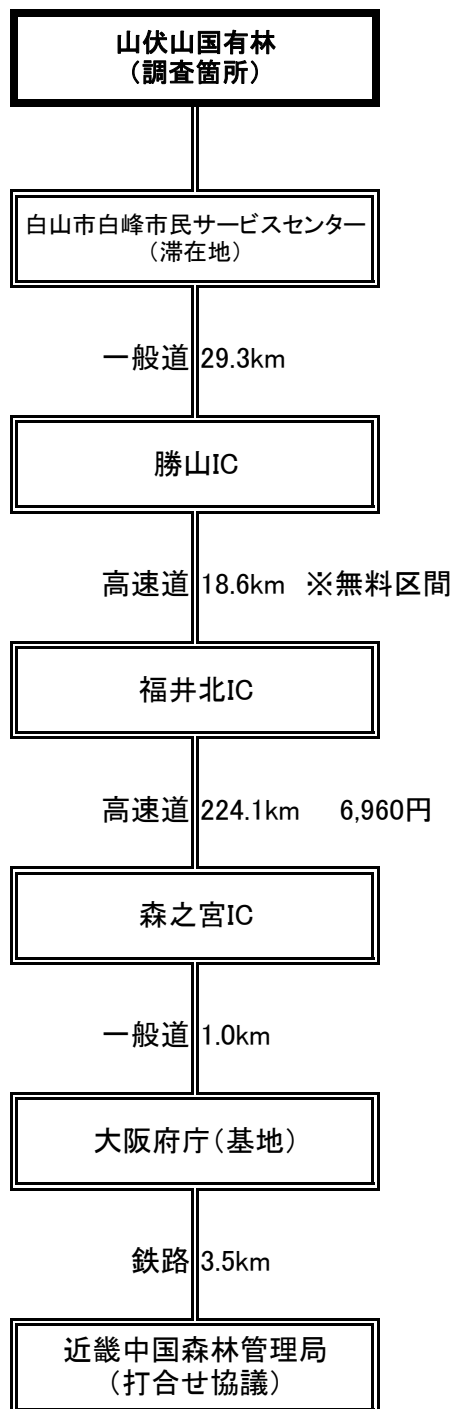 山伏山国有林
（調査箇所）
白山市白峰市民サービスセンター
（滞在地）
一般道 29.3km
勝山IC
高速道 18.6km ※無料区間
福井北IC
高速道 224.1km 6,960円
森之宮IC
一般道 1.0km
大阪府庁（基地）
鉄路 3.5km
近畿中国森林管理局
（打合せ協議）